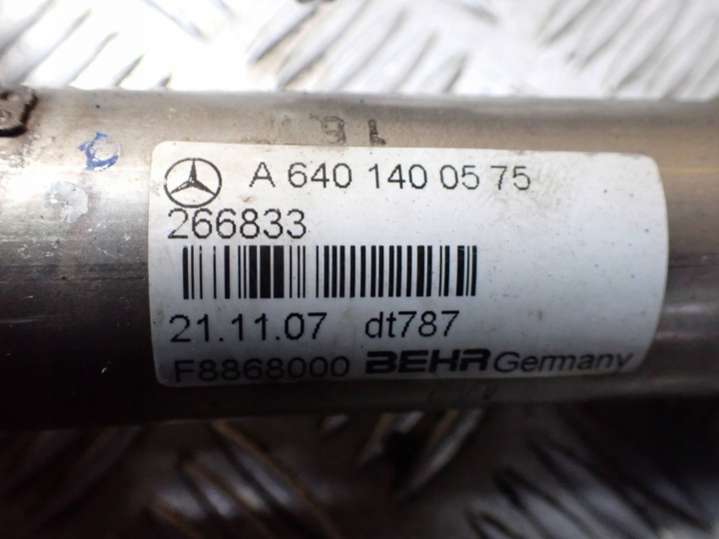 A 640 140 05 75
266833
21.11.07 dt787
F8868000 BEHR Germany